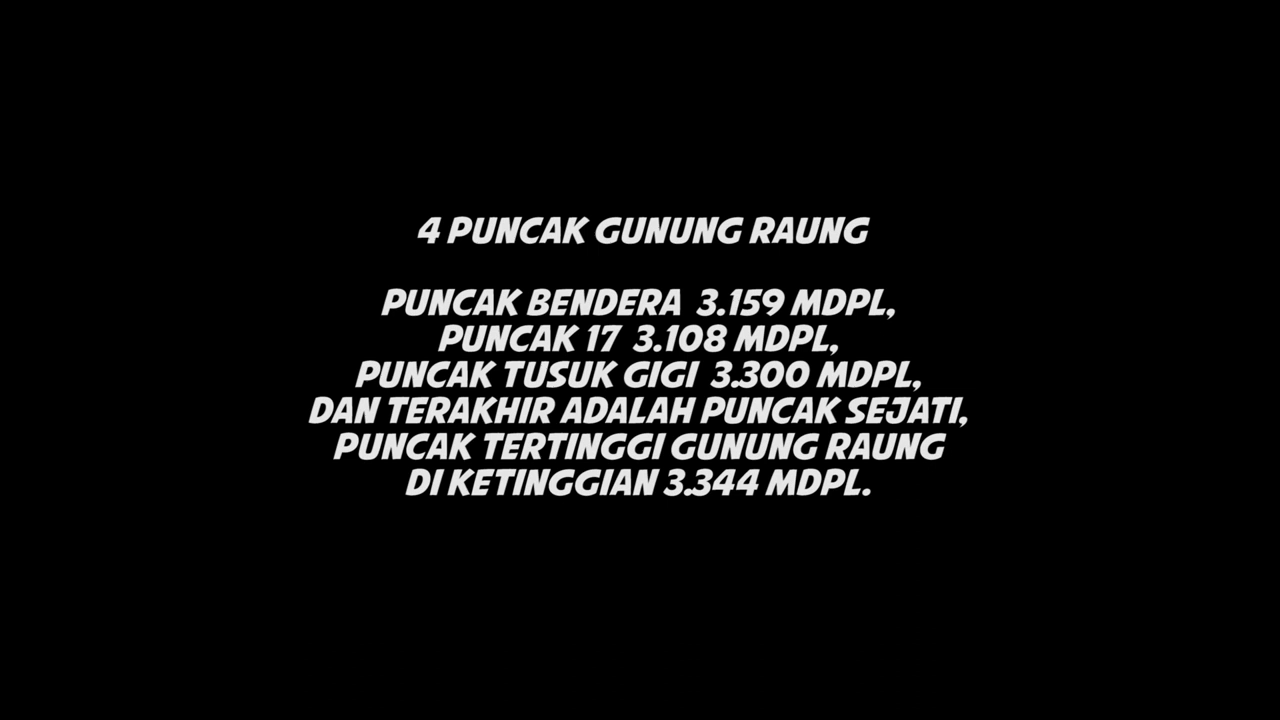 4 PUNCAK GUNUNG RAUNG
PUNCAK BENDERA 3.159 MDPL,
PUNCAK 17 3.108 MDPL,
PUNCAK TUSUK GIGI 3.300 MDPL,
DAN TERAKHIR ADALAH PUNCAK SEJATI,
PUNCAK TERTINGGI GUNUNG RAUNG
DI KETINGGIAN 3.344 MDPL.